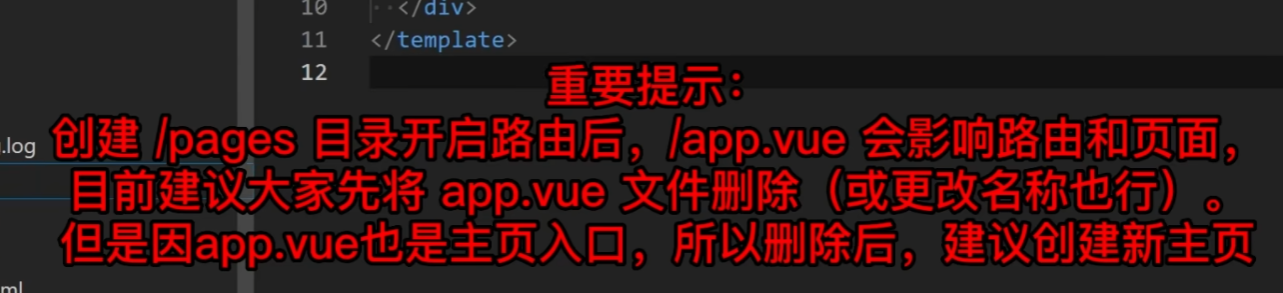 10 </div>
11 </template>
12
重要提示：
.log
创建 /pages 目录开启路由后，/app.vue 会影响路由和页面，
目前建议大家先将 app.vue 文件删除（或更改名称也行）。
但是因app.vue也是主页入口，所以删除后，建议创建新主页
ml